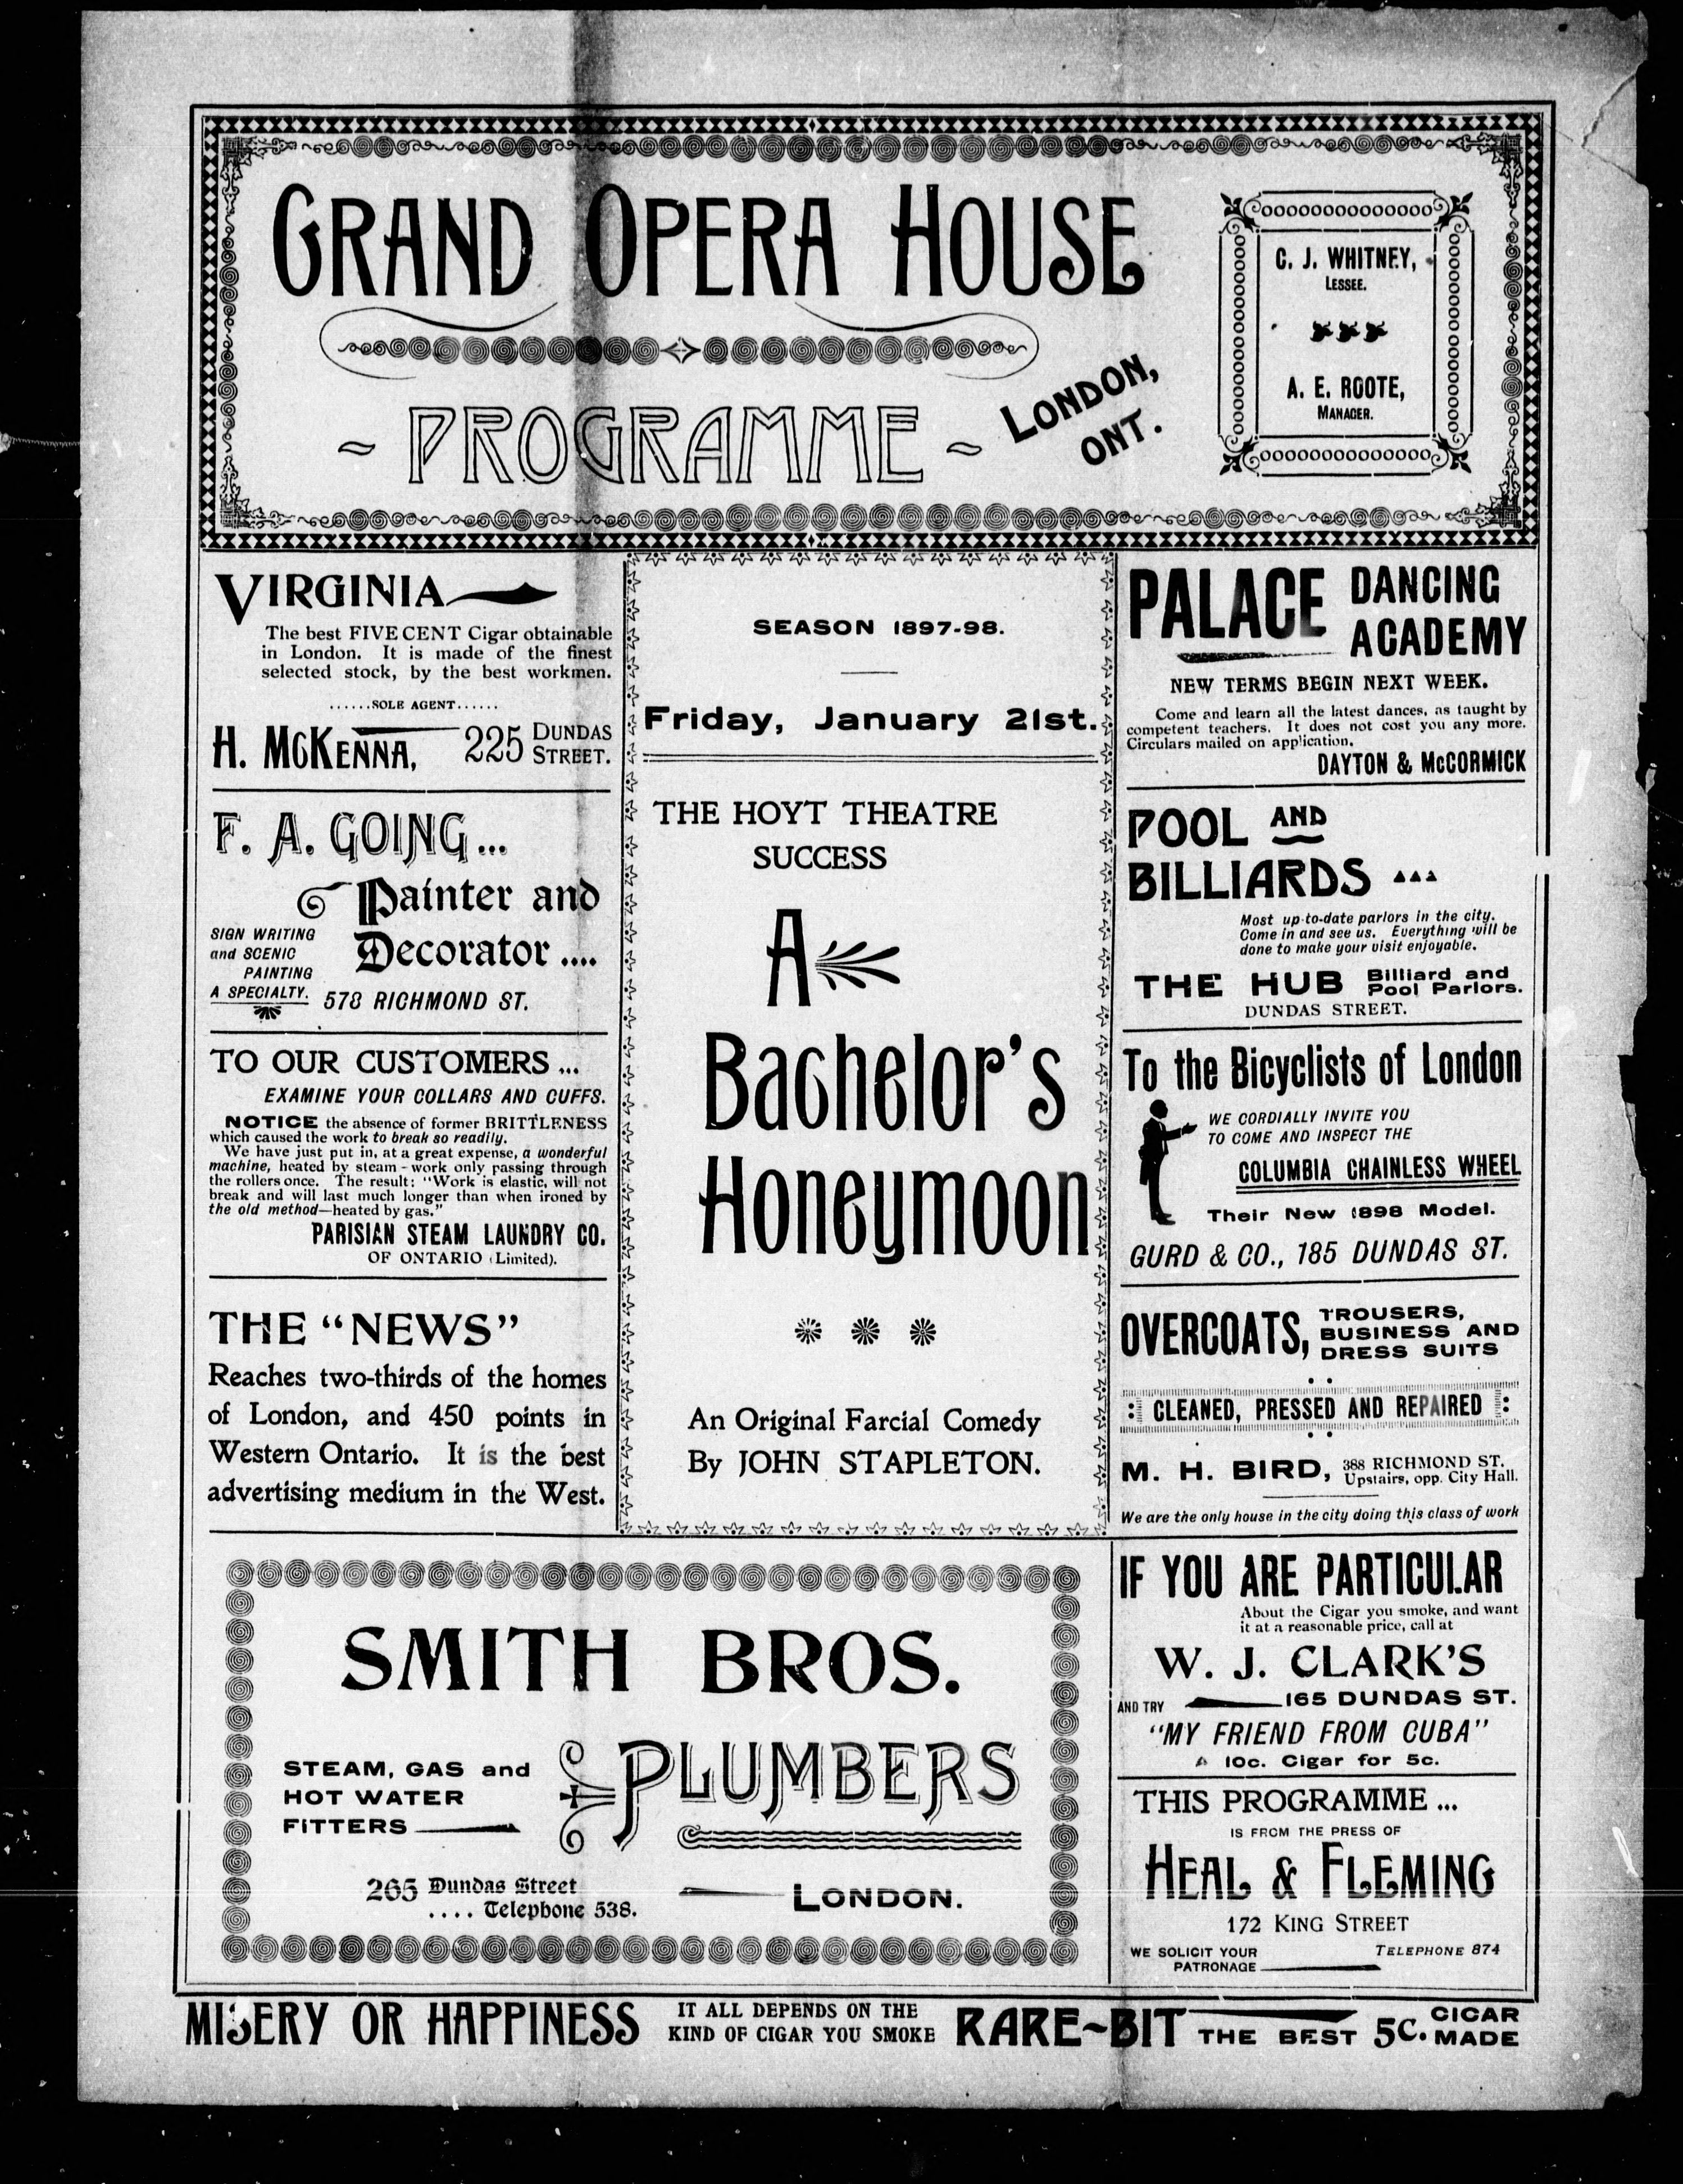 GRAND OPERA HOUSE
~ PROGRAMME ~
LONDON,
ONT.
C. J. WHITNEY,
LESSEE.
A. E. ROOTE,
MANAGER.
VIRGINIA
The best FIVE CENT Cigar obtainable
in London. It is made of the finest
selected stock, by the best workmen.
......SOLE AGENT......
H. MCKENNA, 225 DUNDAS STREET.
F. A. GOING...
Painter and
Decorator ....
SIGN WRITING
and SCENIC
PAINTING
A SPECIALTY.
578 RICHMOND ST.
TO OUR CUSTOMERS ...
EXAMINE YOUR COLLARS AND CUFFS.
NOTICE the absence of former BRITTLENESS
which caused the work to break so readily.
We have just put in, at a great expense, a wonderful
machine, heated by steam - work only passing through
the rollers once. The result: "Work is elastic, will not
break and will last much longer than when ironed by
the old method—heated by gas."
PARISIAN STEAM LAUNDRY CO.
OF ONTARIO (Limited).
THE "NEWS"
Reaches two-thirds of the homes
of London, and 450 points in
Western Ontario. It is the best
advertising medium in the West.
SEASON 1897-98.
Friday, January 21st.
THE HOYT THEATRE
SUCCESS
A
Bachelor's
Honeymoon
An Original Farcial Comedy
By JOHN STAPLETON.
PALACE DANCING
ACADEMY
NEW TERMS BEGIN NEXT WEEK.
Come and learn all the latest dances, as taught by
competent teachers. It does not cost you any more.
Circulars mailed on application.
DAYTON & McCORMICK
POOL AND
BILLIARDS ...
Most up-to-date parlors in the city.
Come in and see us. Everything will be
done to make your visit enjoyable.
THE HUB Billiard and
Pool Parlors.
DUNDAS STREET.
To the Bicyclists of London
WE CORDIALLY INVITE YOU
TO COME AND INSPECT THE
COLUMBIA CHAINLESS WHEEL
Their New 1898 Model.
GURD & CO., 185 DUNDAS ST.
OVERCOATS, TROUSERS,
BUSINESS AND
DRESS SUITS
CLEANED, PRESSED AND REPAIRED
M. H. BIRD, 388 RICHMOND ST.
Upstairs, opp. City Hall.
We are the only house in the city doing this class of work
SMITH BROS.
STEAM, GAS and
HOT WATER
FITTERS
PLUMBERS
265 Dundas Street
.... Telephone 538.
LONDON.
IF YOU ARE PARTICULAR
About the Cigar you smoke, and want
it at a reasonable price, call at
W. J. CLARK'S
AND TRY 165 DUNDAS ST.
"MY FRIEND FROM CUBA"
A 10c. Cigar for 5c.
THIS PROGRAMME ...
IS FROM THE PRESS OF
HEAL & FLEMING
172 KING STREET
WE SOLICIT YOUR
PATRONAGE
TELEPHONE 874
MISERY OR HAPPINESS IT ALL DEPENDS ON THE
KIND OF CIGAR YOU SMOKE RARE-BIT THE BEST 5C. CIGAR
MADE